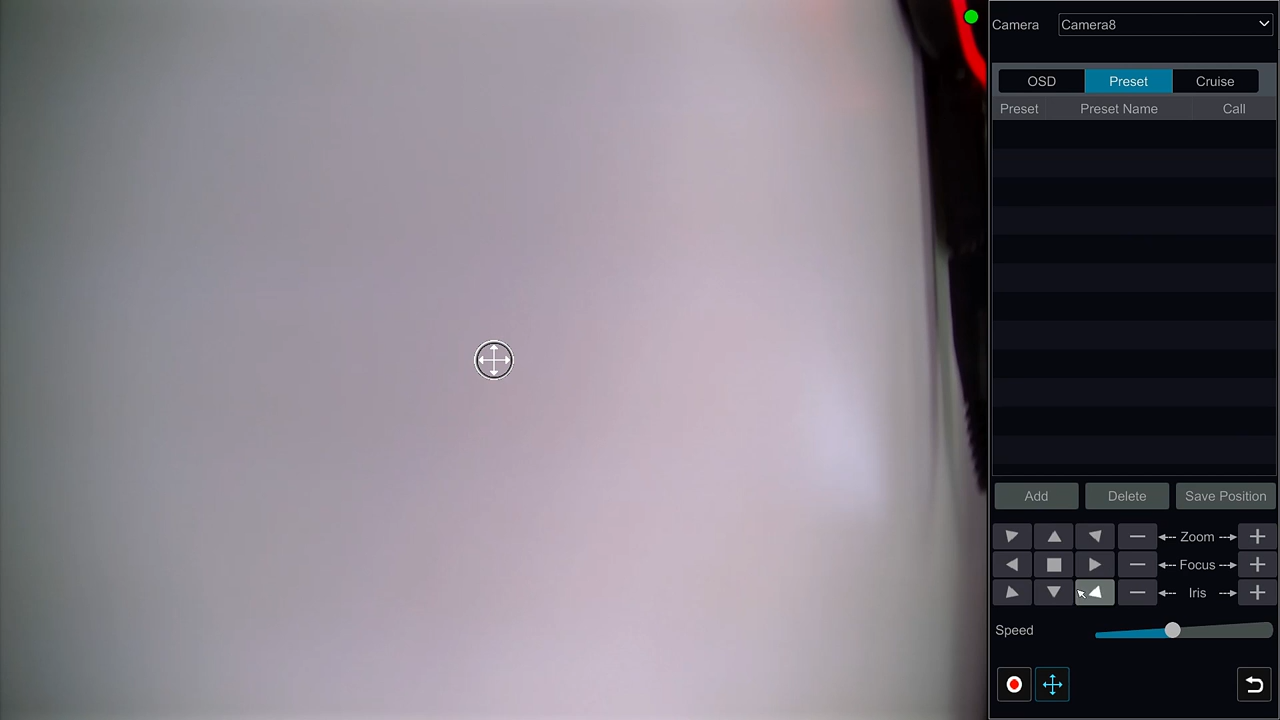 Camera Camera8
OSD Preset Cruise
Preset Preset Name Call
Add Delete Save Position
Zoom
Focus
Iris
Speed